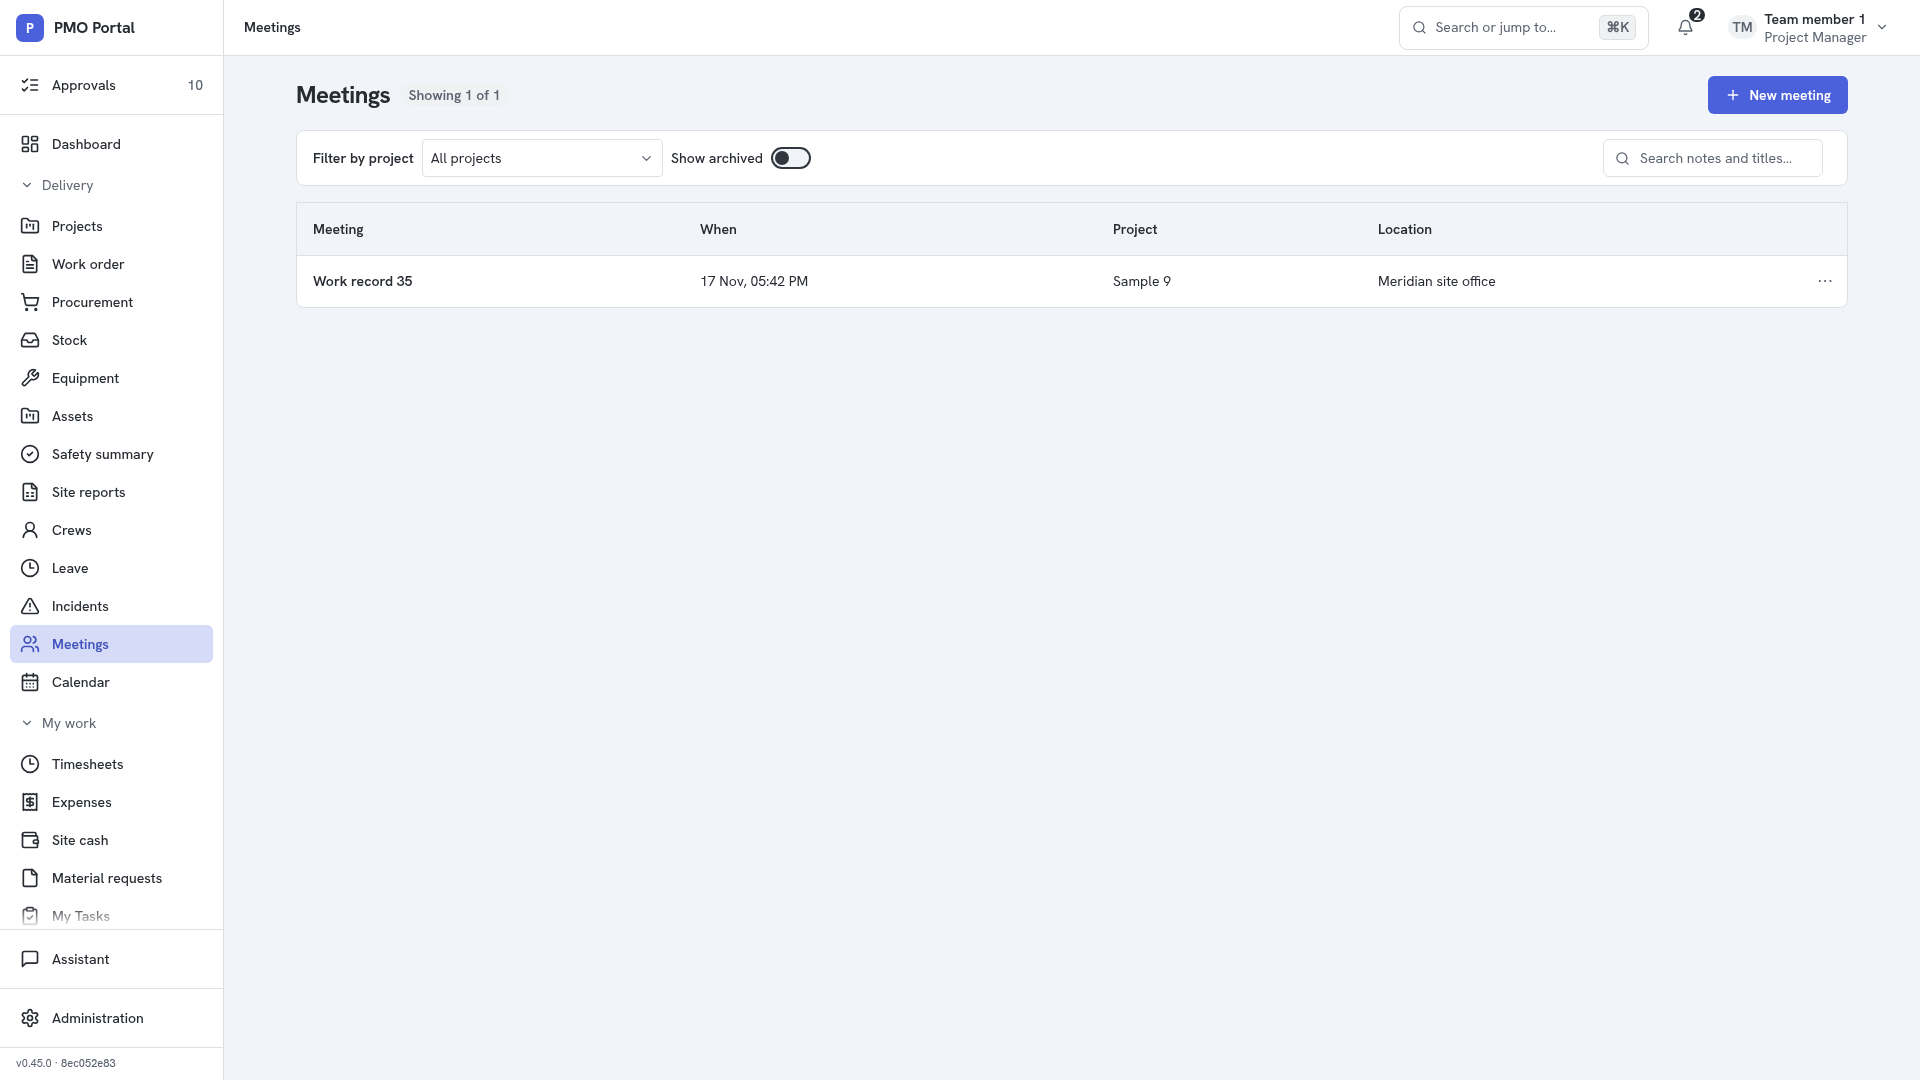 P PMO Portal
Meetings
Search or jump to... ⌘K
2
TM Team member 1
Project Manager
Approvals 10
Dashboard
Delivery
Projects
Work order
Procurement
Stock
Equipment
Assets
Safety summary
Site reports
Crews
Leave
Incidents
Meetings
Calendar
My work
Timesheets
Expenses
Site cash
Material requests
My Tasks
Assistant
Administration
v0.45.0 · 8ec052e83
Meetings Showing 1 of 1
New meeting
Filter by project All projects Show archived Search notes and titles...
Meeting When Project Location
Work record 35 17 Nov, 05:42 PM Sample 9 Meridian site office